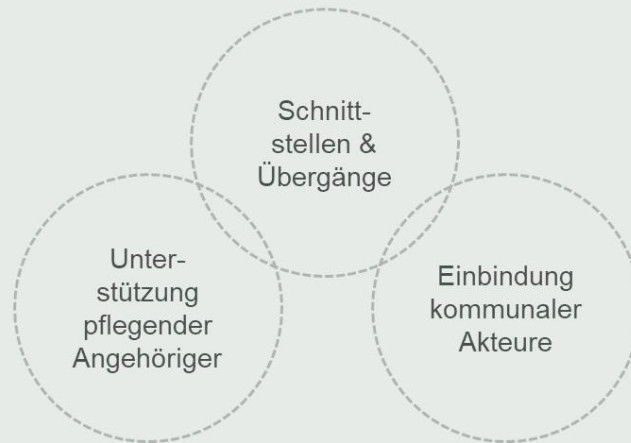 Schnitt-
stellen &
Übergänge
Unter-
stützung
pflegender
Angehöriger
Einbindung
kommunaler
Akteure